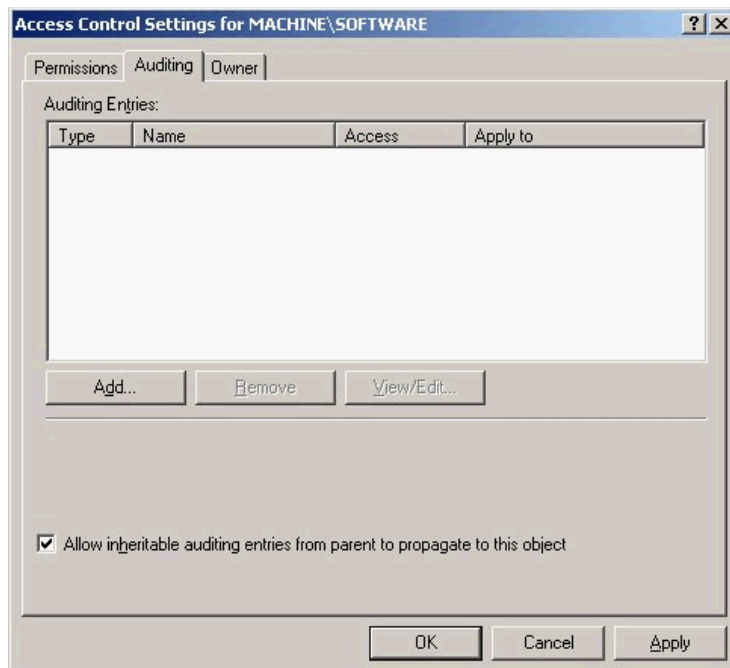 Access Control Settings for MACHINE\SOFTWARE
Permissions Auditing Owner
Auditing Entries:
Type Name Access Apply to
Add... Remove View/Edit...
Allow inheritable auditing entries from parent to propagate to this object
OK Cancel Apply